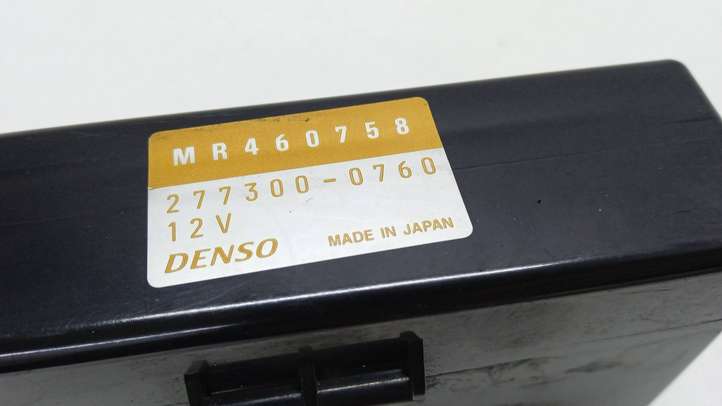 MR460758
277300-0760
12V
DENSO MADE IN JAPAN